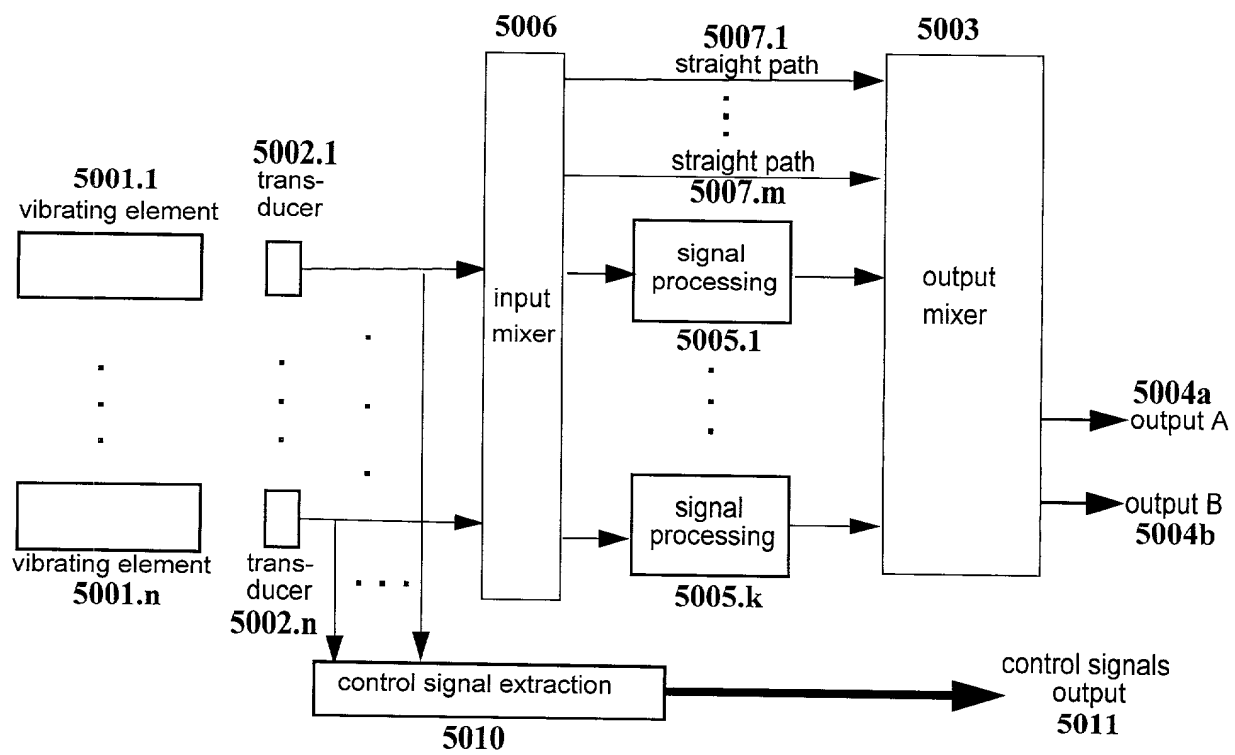 5006
5007.1
straight path
5003
5002.1
trans-
ducer
5001.1
vibrating element
straight path
5007.m
signal
processing
5005.1
input
mixer
output
mixer
5004a
output A
output B
5004b
signal
processing
5005.k
vibrating element
5001.n
trans-
ducer
5002.n
control signal extraction
5010
control signals
output
5011